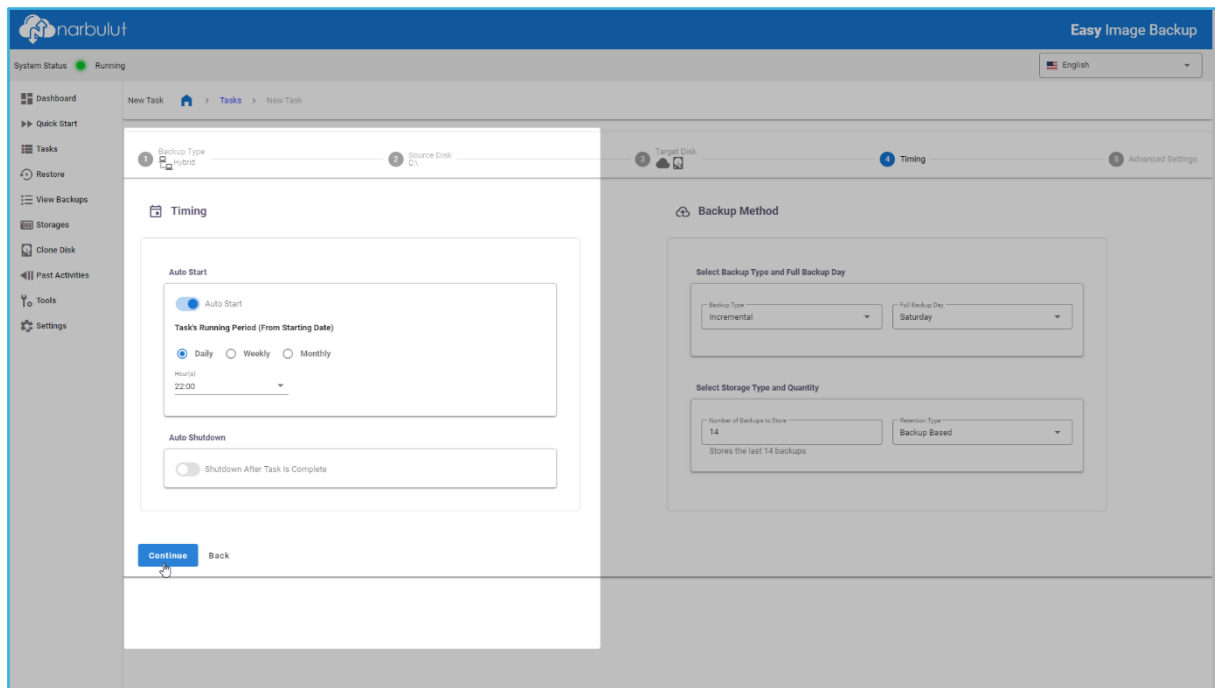 narbulut
Easy Image Backup
System Status Running
English
Dashboard
Quick Start
Tasks
Restore
View Backups
Storages
Clone Disk
Past Activities
Tools
Settings
New Task > Tasks > New Task
1 Backup Type
Hybrid
2 Source Disk
C:\
3 Target Disk
4 Timing
5 Advanced Settings
Timing
Auto Start
Auto Start
Task's Running Period (From Starting Date)
Daily Weekly Monthly
Hour(s)
22:00
Auto Shutdown
Shutdown After Task Is Complete
Continue Back
Backup Method
Select Backup Type and Full Backup Day
Backup Type
Incremental
Full Backup Day
Saturday
Select Storage Type and Quantity
Number of Backups to Store
14
Stores the last 14 backups
Retention Type
Backup Based